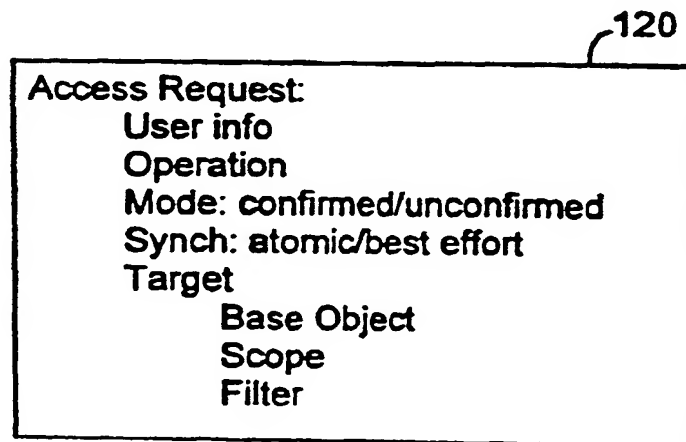 120
Access Request:
User info
Operation
Mode: confirmed/unconfirmed
Synch: atomic/best effort
Target
Base Object
Scope
Filter